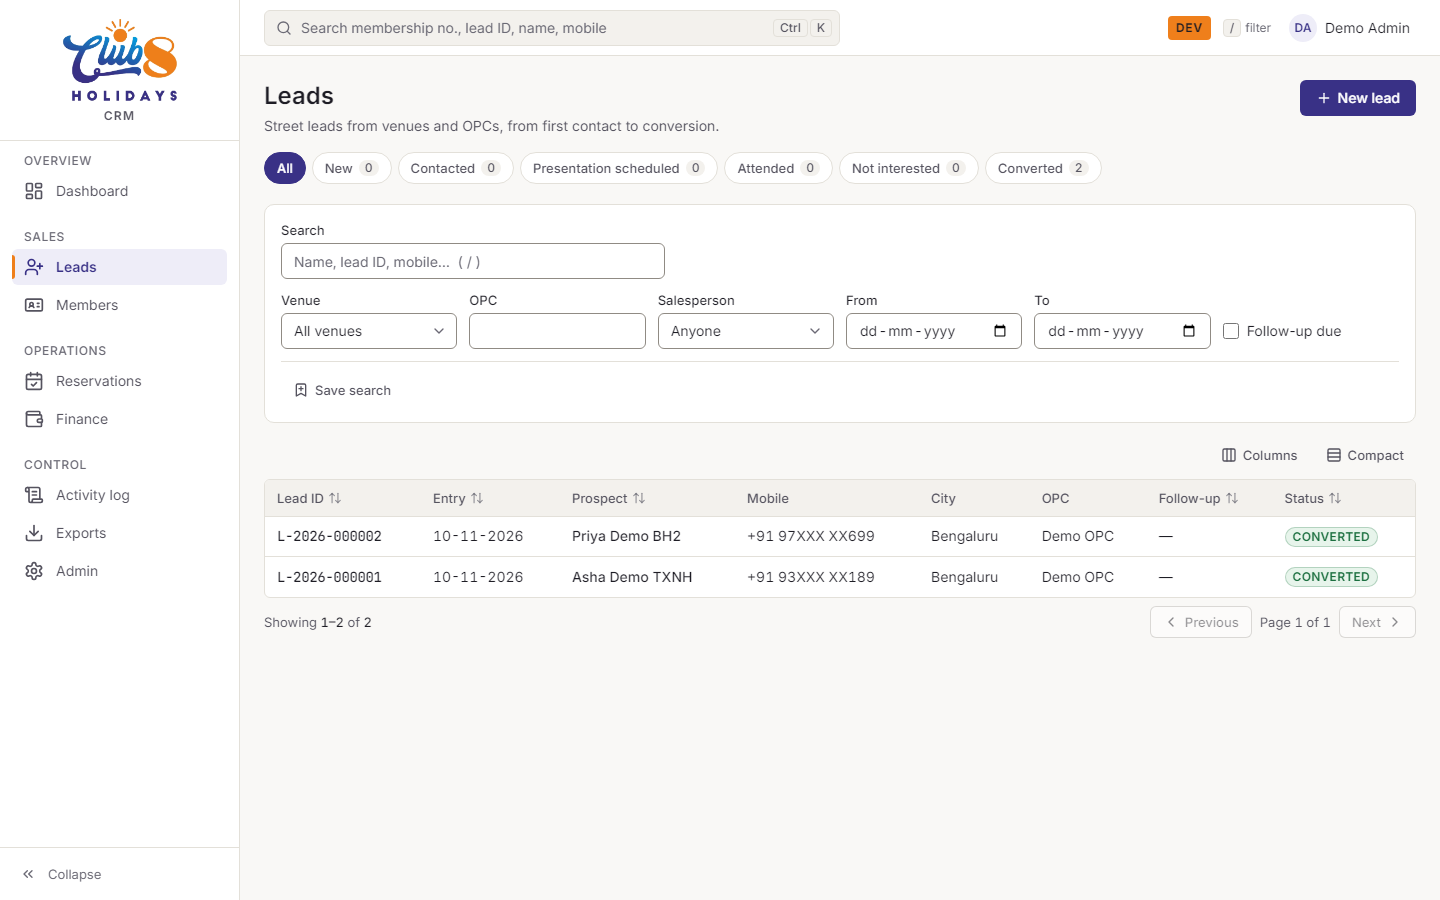 Club8
HOLIDAYS
CRM
OVERVIEW
Dashboard
SALES
Leads
Members
OPERATIONS
Reservations
Finance
CONTROL
Activity log
Exports
Admin
Collapse
Search membership no., lead ID, name, mobile Ctrl K
DEV / filter DA Demo Admin
Leads
New lead
Street leads from venues and OPCs, from first contact to conversion.
All New 0 Contacted 0 Presentation scheduled 0 Attended 0 Not interested 0 Converted 2
Search
Name, lead ID, mobile... ( / )
Venue OPC Salesperson From To
All venues Anyone dd-mm-yyyy dd-mm-yyyy Follow-up due
Save search
Columns Compact
Lead ID Entry Prospect Mobile City OPC Follow-up Status
L-2026-000002 10-11-2026 Priya Demo BH2 +91 97XXX XX699 Bengaluru Demo OPC — CONVERTED
L-2026-000001 10-11-2026 Asha Demo TXNH +91 93XXX XX189 Bengaluru Demo OPC — CONVERTED
Showing 1–2 of 2 Previous Page 1 of 1 Next